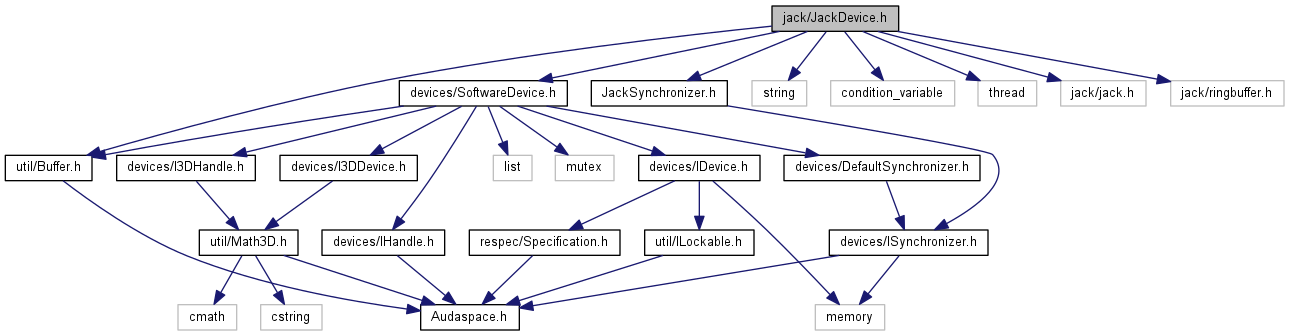 jack/JackDevice.h
devices/SoftwareDevice.h
JackSynchronizer.h
string
condition_variable
thread
jack/jack.h
jack/ringbuffer.h
util/Buffer.h
devices/I3DHandle.h
devices/I3DDevice.h
list
mutex
devices/IDevice.h
devices/DefaultSynchronizer.h
util/Math3D.h
devices/IHandle.h
respec/Specification.h
util/ILockable.h
devices/ISynchronizer.h
cmath
cstring
Audaspace.h
memory